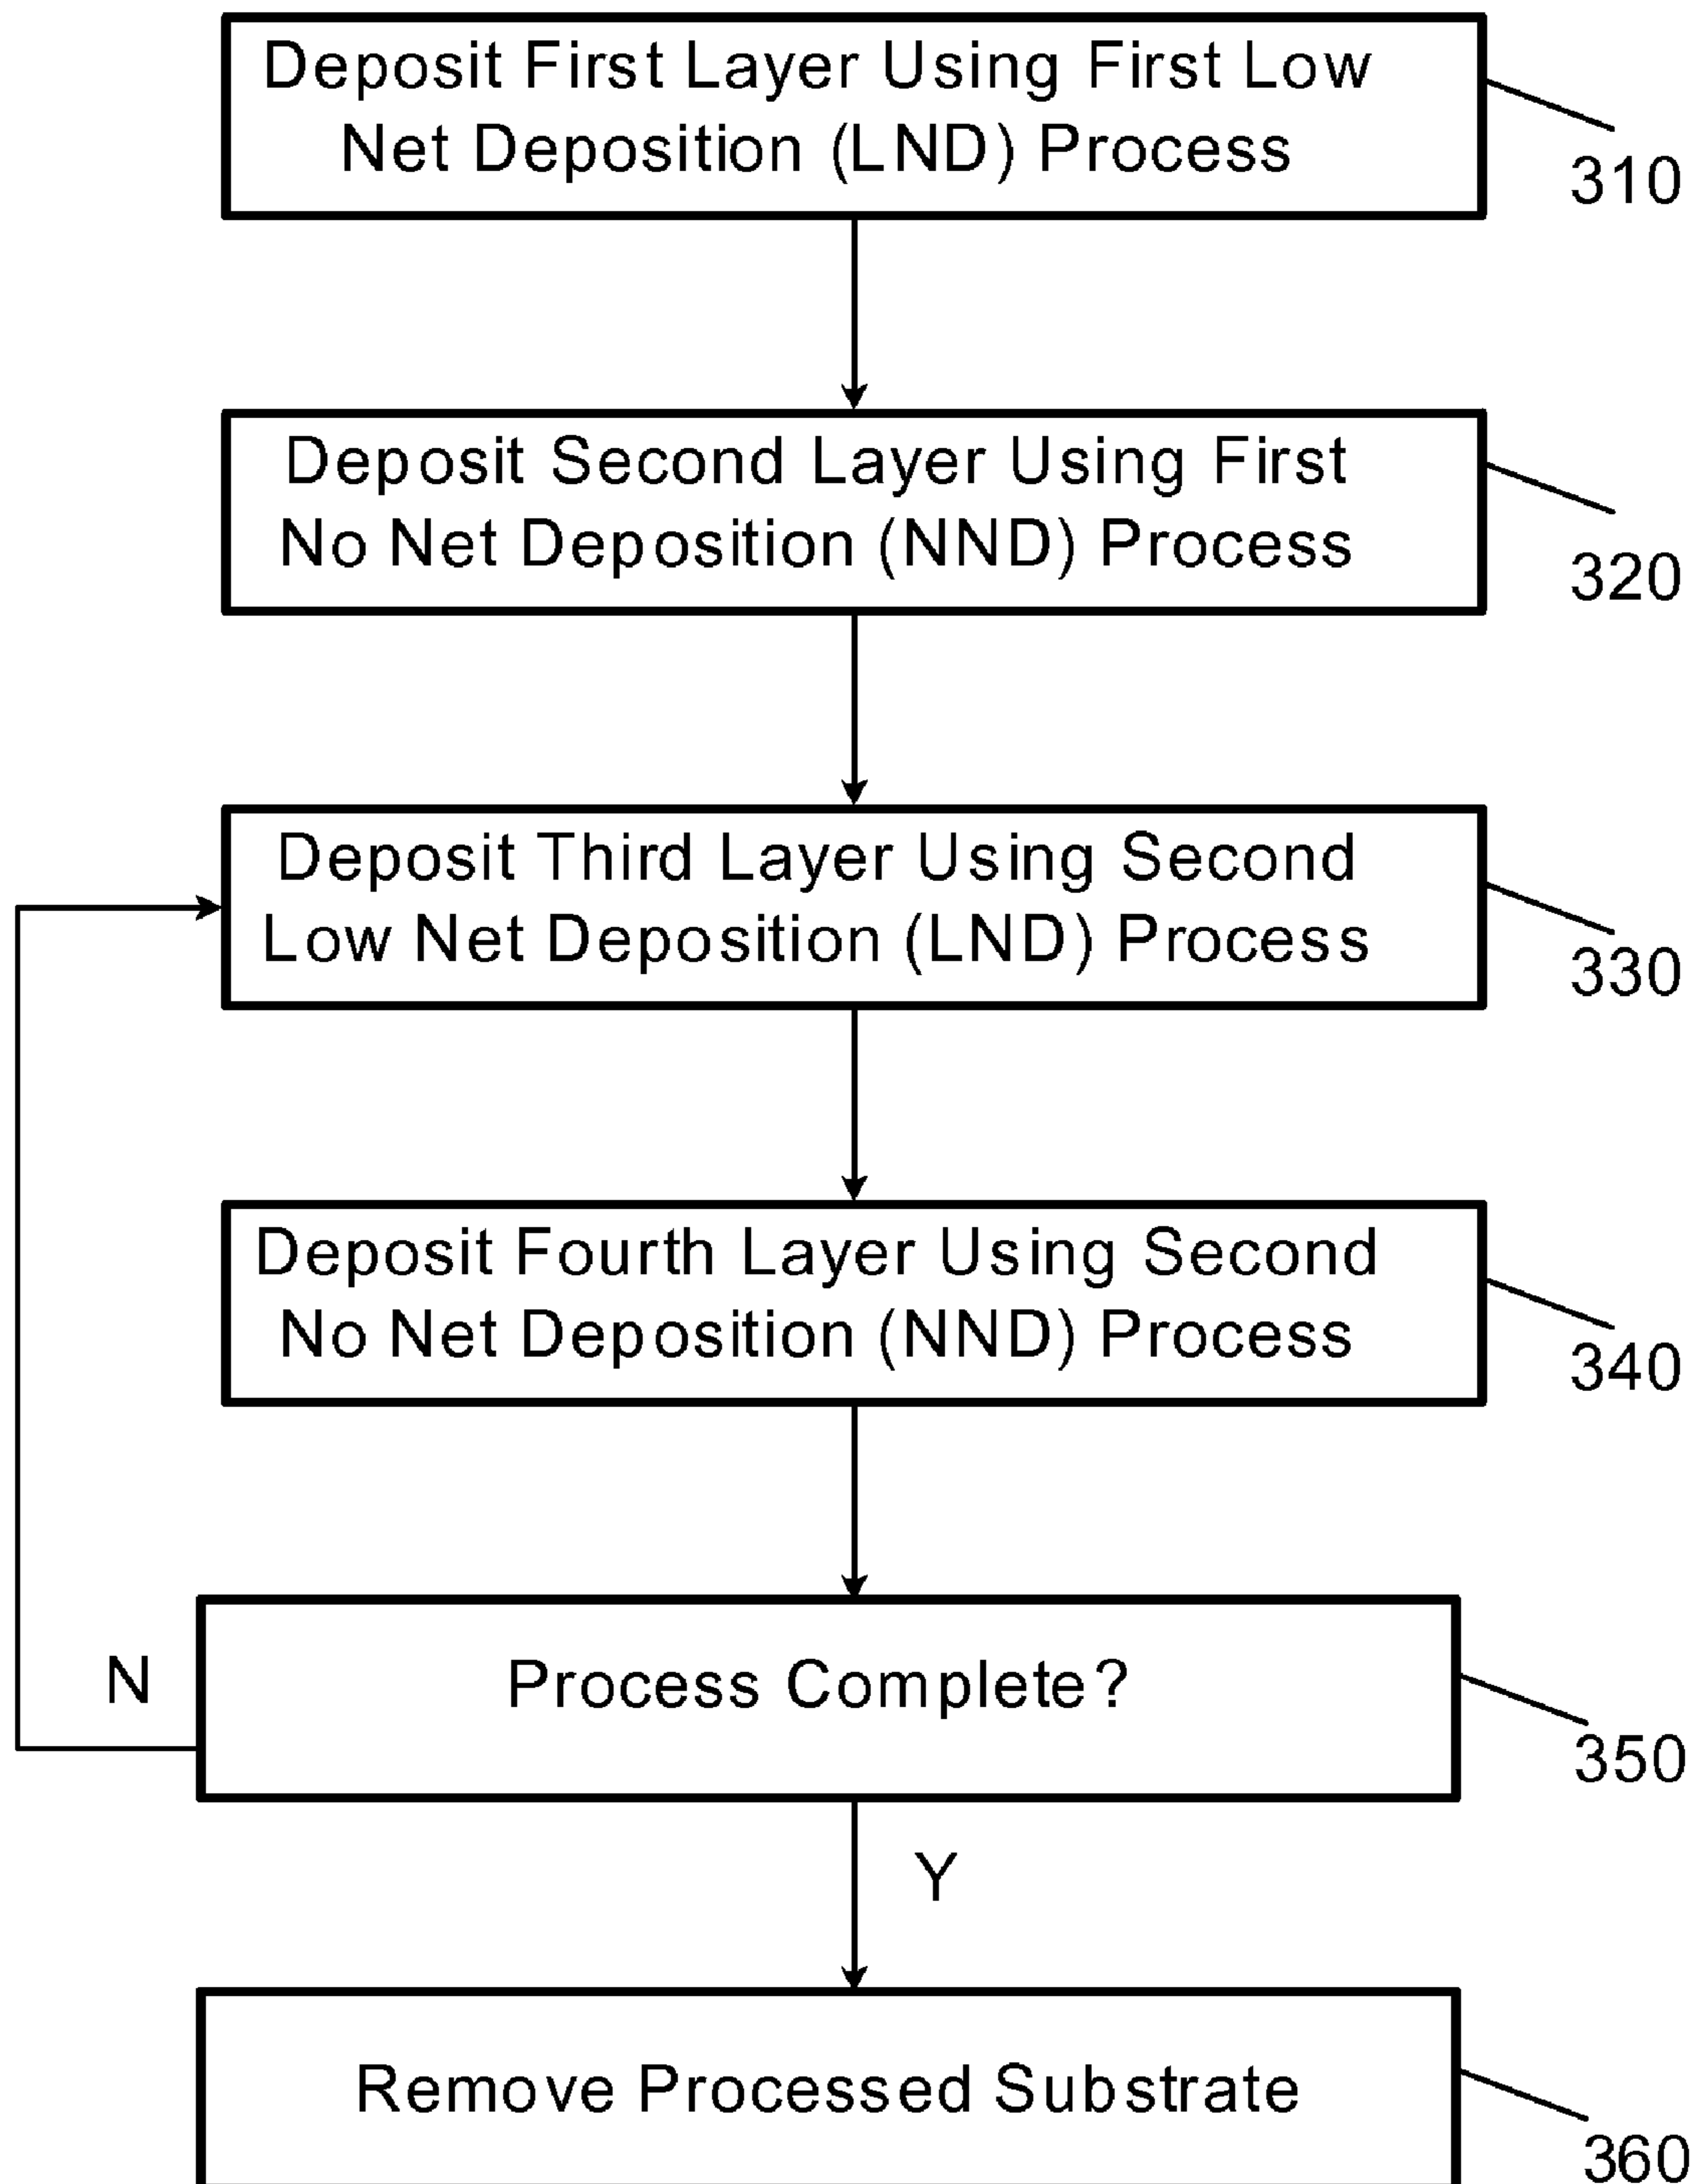 Deposit First Layer Using First Low
Net Deposition (LND) Process
310
Deposit Second Layer Using First
No Net Deposition (NND) Process
320
Deposit Third Layer Using Second
Low Net Deposition (LND) Process
330
Deposit Fourth Layer Using Second
No Net Deposition (NND) Process
340
N
Process Complete?
350
Y
Remove Processed Substrate
360